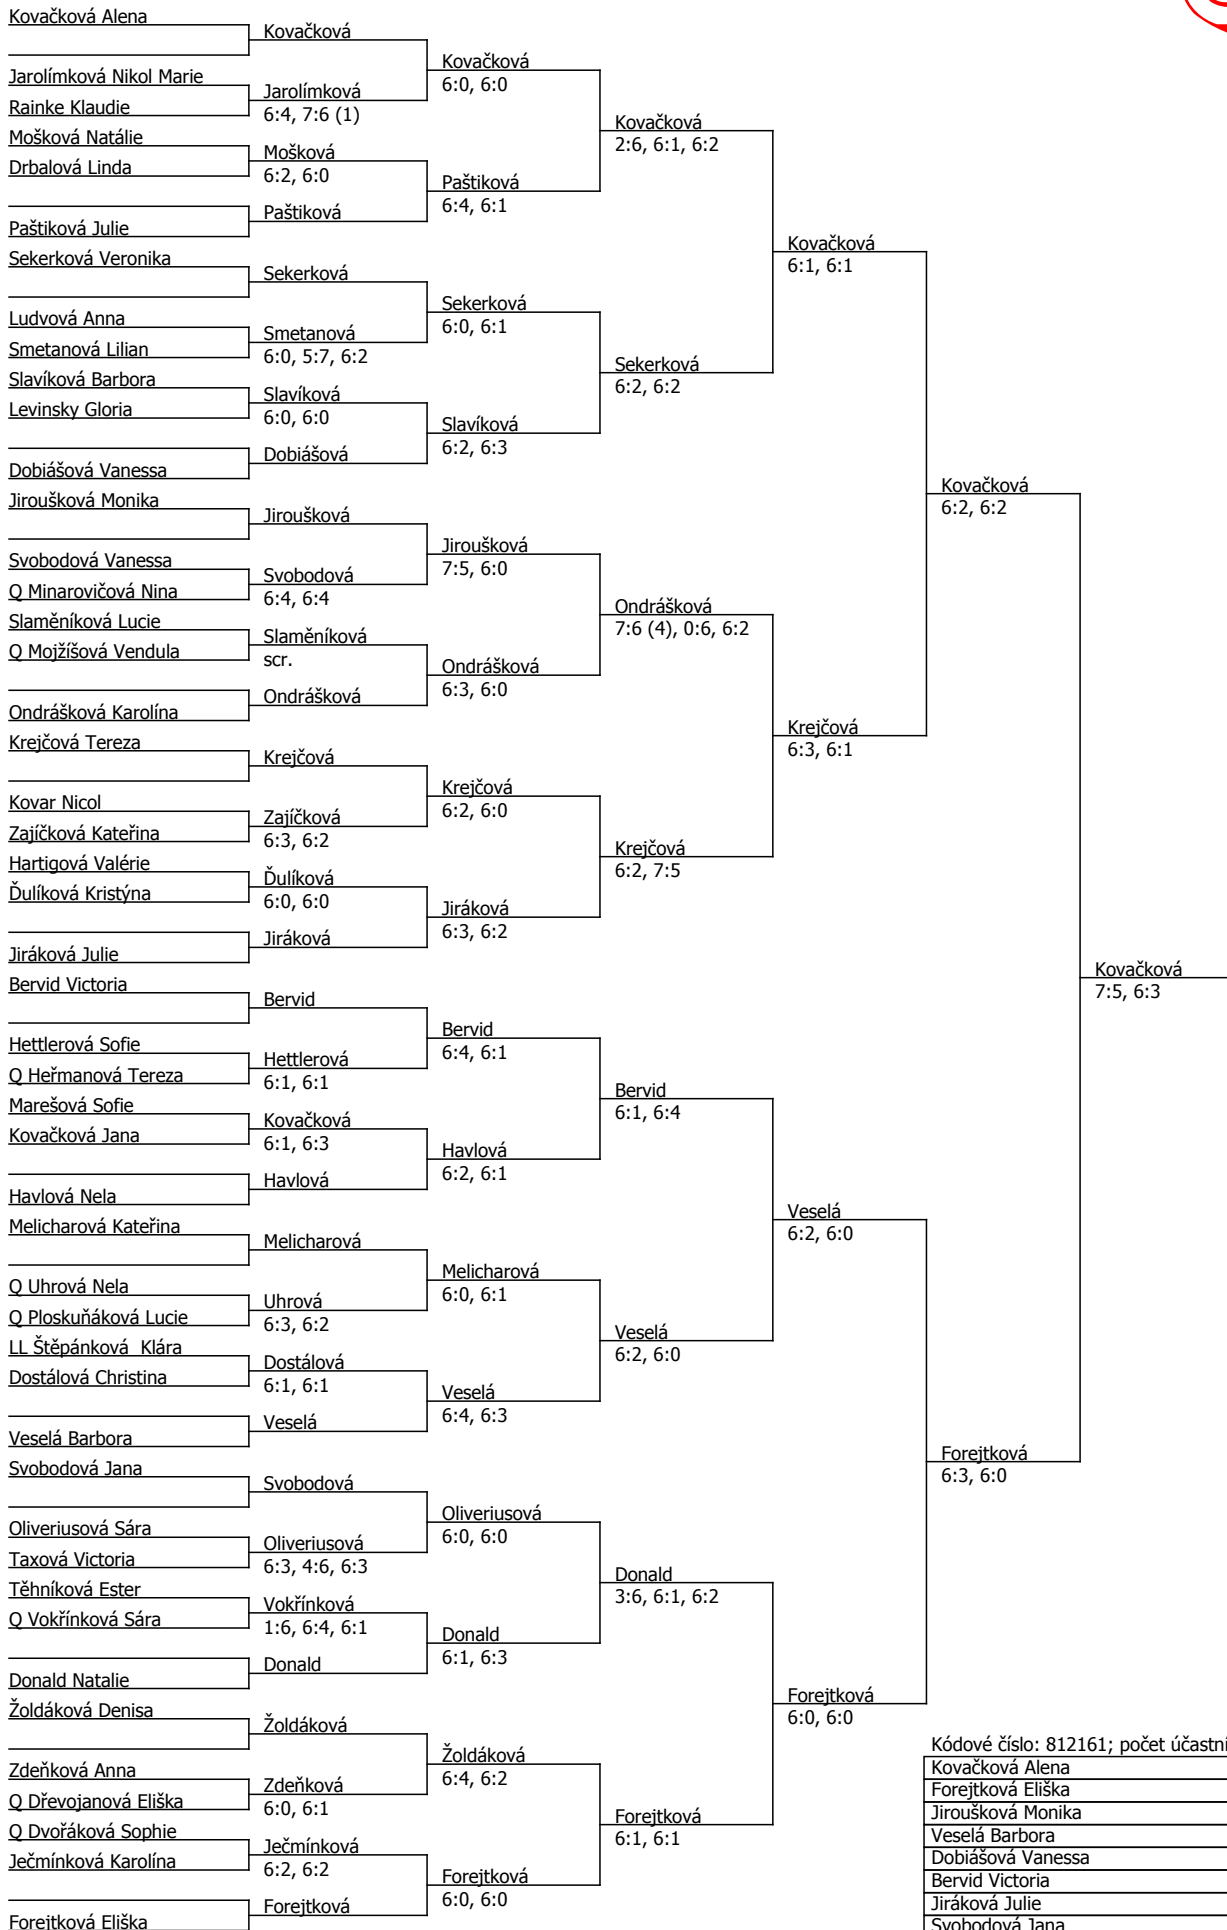 Kovačková Alena
Jarolímková Nikol Marie
Rainke Klaudie
Mošková Natálie
Drbalová Linda
Paštiková Julie
Sekerková Veronika
Ludvová Anna
Smetanová Lilian
Slavíková Barbora
Levinsky Gloria
Dobiášová Vanessa
Jiroušková Monika
Svobodová Vanessa
Q Minarovičová Nina
Slaměníková Lucie
Q Mojžíšová Vendula
Ondrášková Karolína
Krejčová Tereza
Kovar Nicol
Zajíčková Kateřina
Hartigová Valérie
Ďulíková Kristýna
Jiráková Julie
Bervid Victoria
Hettlerová Sofie
Q Heřmanová Tereza
Marešová Sofie
Kovačková Jana
Havlová Nela
Melicharová Kateřina
Q Uhrová Nela
Q Ploskuňáková Lucie
LL Štěpánková  Klára
Dostálová Christina
Veselá Barbora
Svobodová Jana
Oliveriusová Sára
Taxová Victoria
Těhníková Ester
Q Vokřínková Sára
Donald Natalie
Žoldáková Denisa
Zdeňková Anna
Q Dřevojanová Eliška
Q Dvořáková Sophie
Ječmínková Karolína
Forejtková Eliška
Kovačková
Jarolímková
6:4, 7:6 (1)
Mošková
6:2, 6:0
Paštiková
Sekerková
Smetanová
6:0, 5:7, 6:2
Slavíková
6:0, 6:0
Dobiášová
Jiroušková
Svobodová
6:4, 6:4
Slaměníková
scr.
Ondrášková
Krejčová
Zajíčková
6:3, 6:2
Ďulíková
6:0, 6:0
Jiráková
Bervid
Hettlerová
6:1, 6:1
Kovačková
6:1, 6:3
Havlová
Melicharová
Uhrová
6:3, 6:2
Dostálová
6:1, 6:1
Veselá
Svobodová
Oliveriusová
6:3, 4:6, 6:3
Vokřínková
1:6, 6:4, 6:1
Donald
Žoldáková
Zdeňková
6:0, 6:1
Ječmínková
6:2, 6:2
Forejtková
Kovačková
6:0, 6:0
Paštiková
6:4, 6:1
Sekerková
6:0, 6:1
Slavíková
6:2, 6:3
Jiroušková
7:5, 6:0
Ondrášková
6:3, 6:0
Krejčová
6:2, 6:0
Jiráková
6:3, 6:2
Bervid
6:4, 6:1
Havlová
6:2, 6:1
Melicharová
6:0, 6:1
Veselá
6:4, 6:3
Oliveriusová
6:0, 6:0
Donald
6:1, 6:3
Žoldáková
6:4, 6:2
Forejtková
6:0, 6:0
Kovačková
2:6, 6:1, 6:2
Sekerková
6:2, 6:2
Ondrášková
7:6 (4), 0:6, 6:2
Krejčová
6:2, 7:5
Bervid
6:1, 6:4
Veselá
6:2, 6:0
Donald
3:6, 6:1, 6:2
Forejtková
6:1, 6:1
Kovačková
6:1, 6:1
Krejčová
6:3, 6:1
Veselá
6:2, 6:0
Forejtková
6:0, 6:0
Kovačková
6:2, 6:2
Forejtková
6:3, 6:0
Kovačková
7:5, 6:3
Kódové číslo: 812161; počet účastní
Kovačková Alena
Forejtková Eliška
Jiroušková Monika
Veselá Barbora
Dobiášová Vanessa
Bervid Victoria
Jiráková Julie
Svobodová Jana